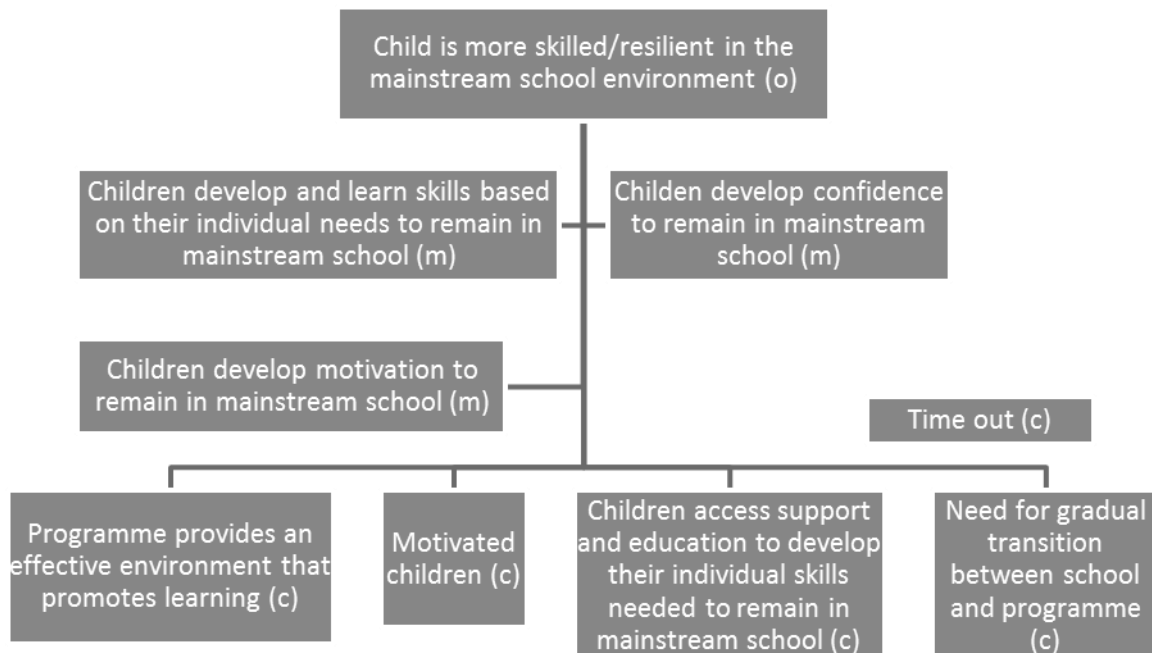 Child is more skilled/resilient in the
mainstream school environment (o)
Children develop and learn skills based
on their individual needs to remain in
mainstream school (m)
Childen develop confidence
to remain in mainstream
school (m)
Children develop motivation to
remain in mainstream school (m)
Time out (c)
Programme provides an
effective environment that
promotes learning (c)
Motivated
children (c)
Children access support
and education to develop
their individual skills
needed to remain in
mainstream school (c)
Need for gradual
transition
between school
and programme
(c)